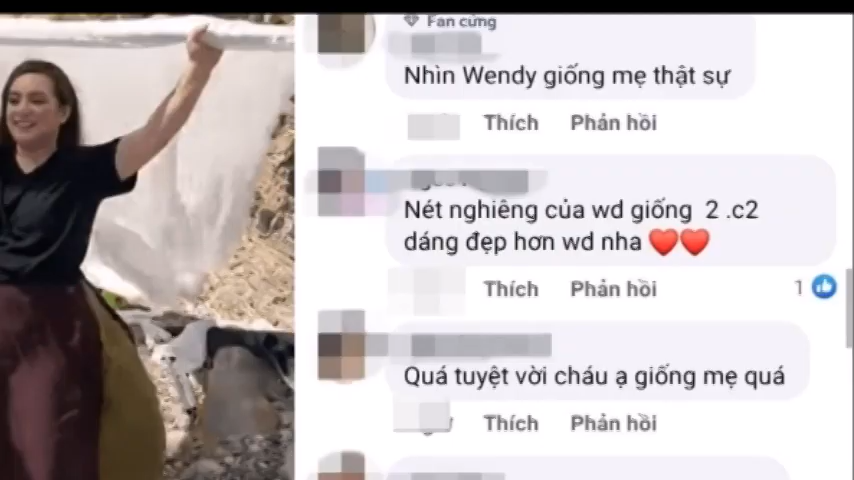 Fan cứng
Nhìn Wendy giống mẹ thật sự
Thích Phản hồi
Nét nghiêng của wd giống 2 .c2
dáng đẹp hơn wd nha
Thích Phản hồi
1
Quá tuyệt vời cháu ạ giống mẹ quá
Thích Phản hồi